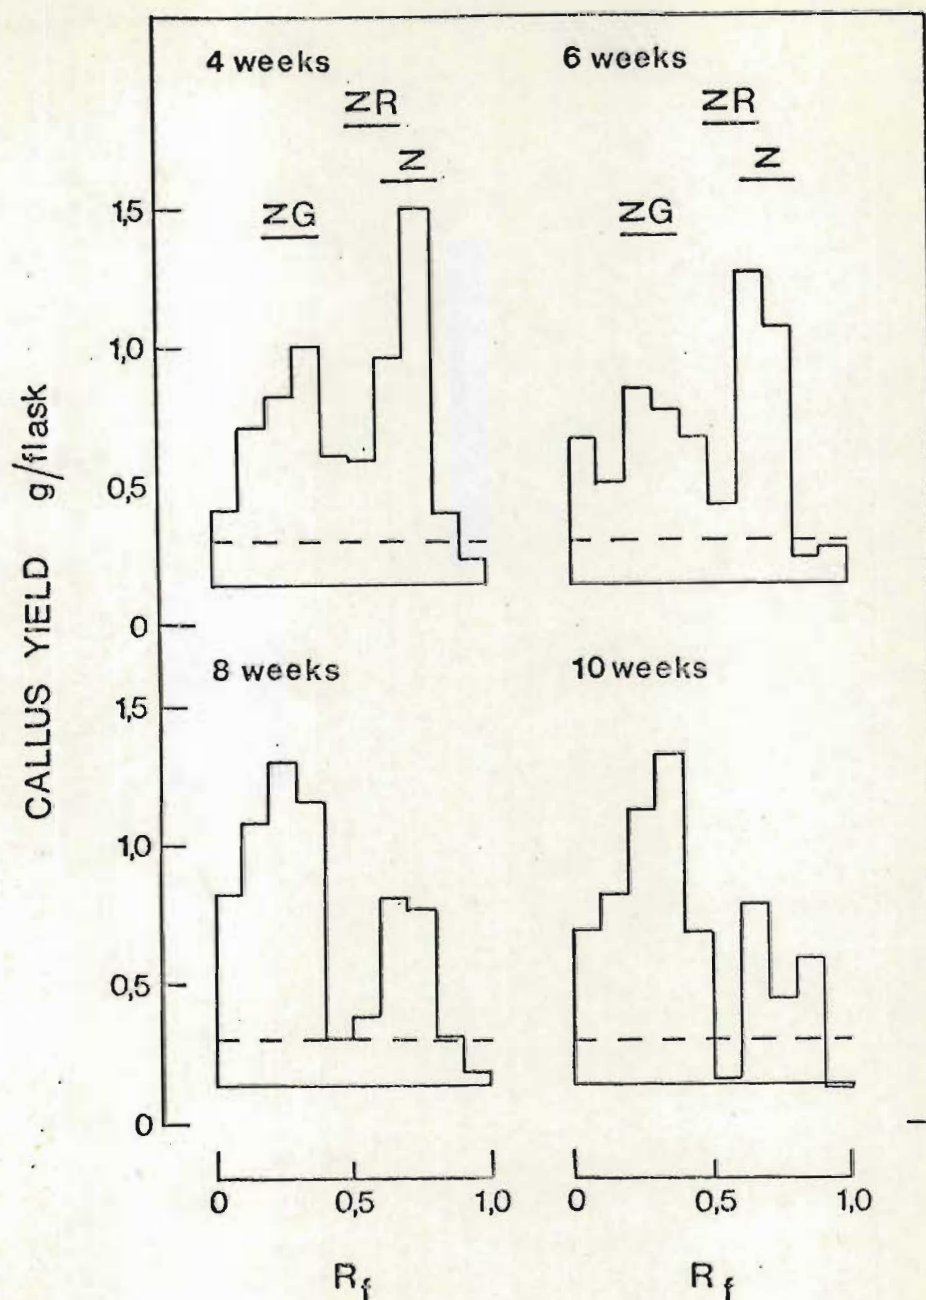 4 weeks
6 weeks
ZR
ZR
Z
Z
ZG
ZG
1,5
1,0
0,5
0
CALLUS YIELD g/flask
8 weeks
10 weeks
1,5
1,0
0,5
0
0 0,5 1,0
0 0,5 1,0
Rf
Rf